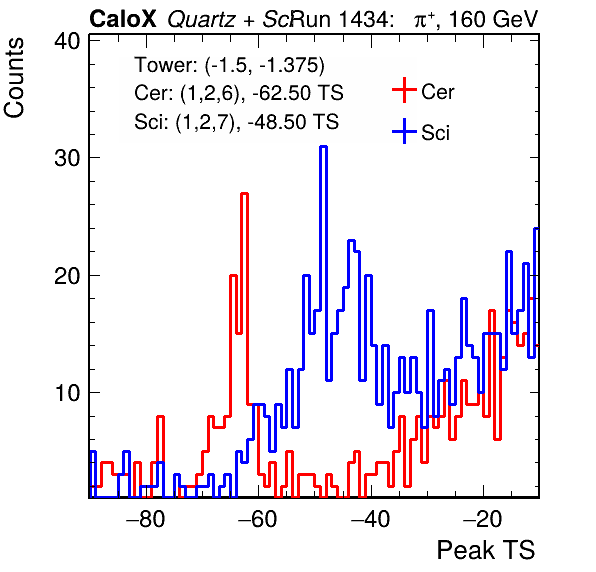 CaloX Quartz + ScRun 1434: π⁺, 160 GeV
Counts
40
30
20
10
Tower: (-1.5, -1.375)
Cer: (1,2,6), -62.50 TS
Sci: (1,2,7), -48.50 TS
Cer
Sci
−80 −60 −40 −20
Peak TS